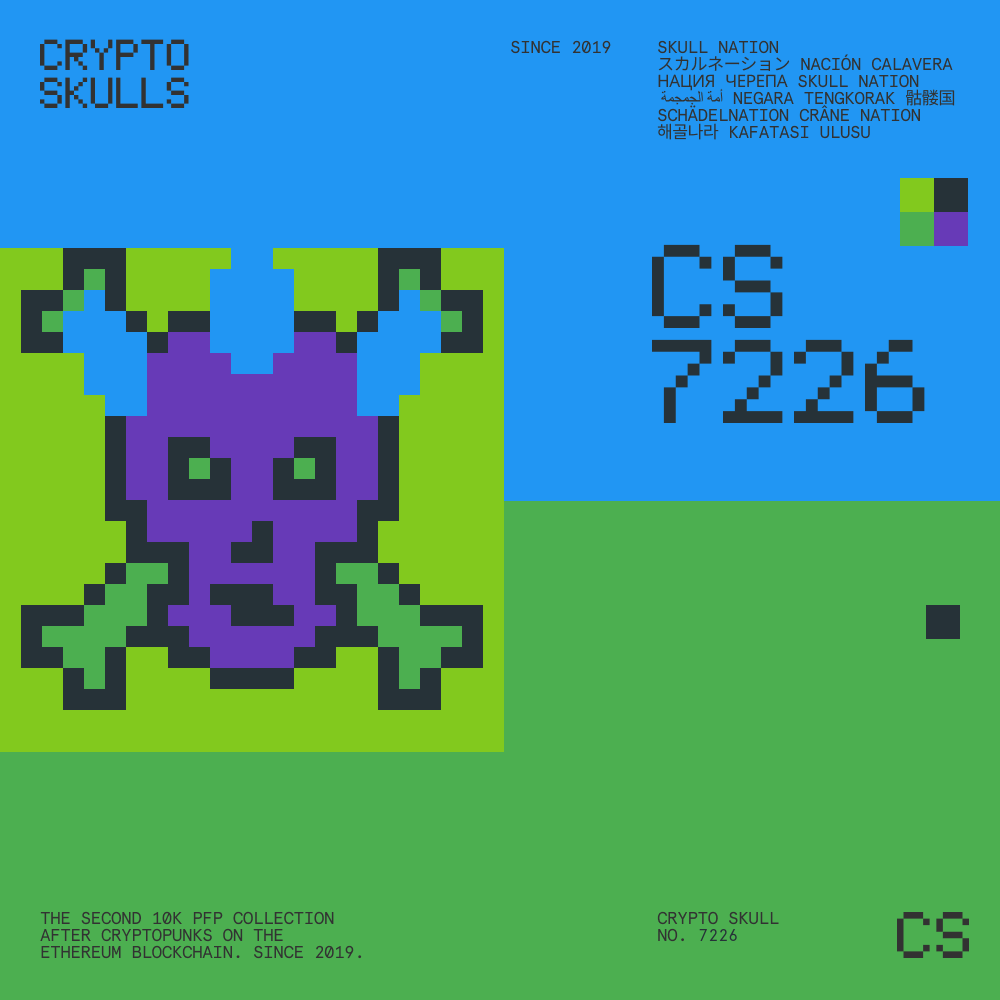 CRYPTO
SKULLS
SINCE 2019
SKULL NATION
スカルネーション NACIÓN CALAVERA
НАЦИЯ ЧЕРЕПА SKULL NATION
أمة الجمجمة NEGARA TENGKORAK 骷髅国
SCHÄDELNATION CRÂNE NATION
해골나라 KAFATASI ULUSU
CS
7226
THE SECOND 10K PFP COLLECTION
AFTER CRYPTOPUNKS ON THE
ETHEREUM BLOCKCHAIN. SINCE 2019.
CRYPTO SKULL
NO. 7226
CS